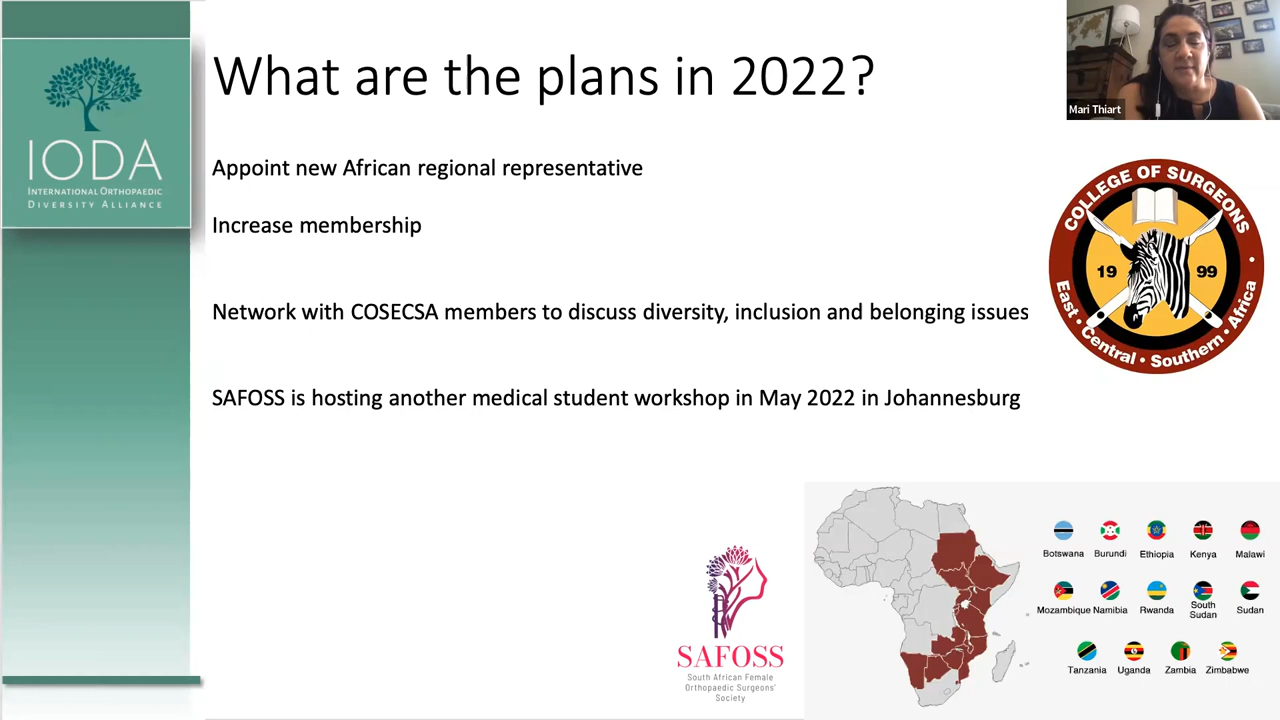 What are the plans in 2022?
Mari Thiart
IODA
INTERNATIONAL ORTHOPAEDIC
DIVERSITY ALLIANCE
Appoint new African regional representative
Increase membership
Network with COSECSA members to discuss diversity, inclusion and belonging issues
SAFOSS is hosting another medical student workshop in May 2022 in Johannesburg
COLLEGE OF SURGEONS
19 99
East • Central • Southern • Africa •
SAFOSS
South African Female
Orthopaedic Surgeons'
Society
Botswana Burundi Ethiopia Kenya Malawi
Mozambique Namibia Rwanda South Sudan Sudan
Tanzania Uganda Zambia Zimbabwe